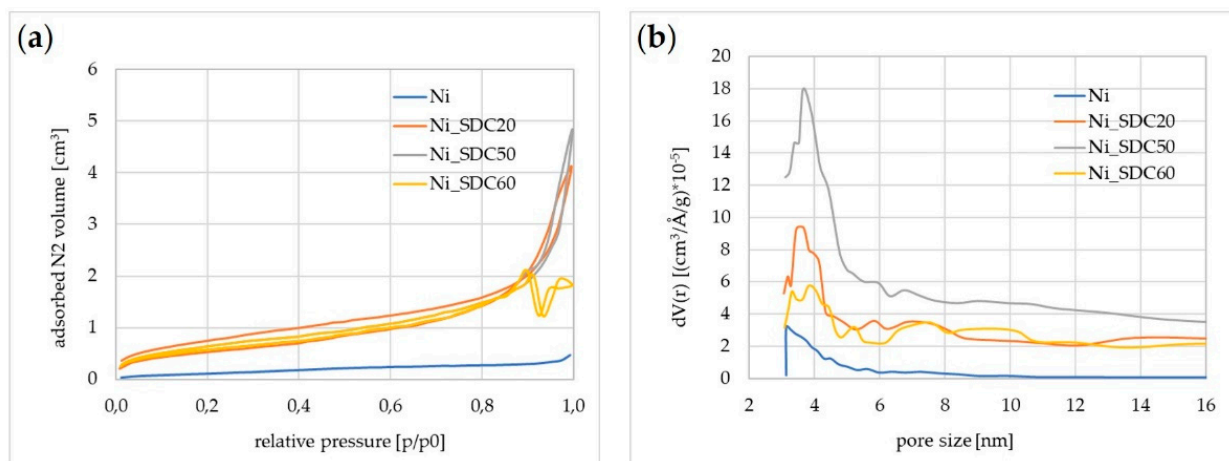 (a)
6
5
4
3
2
1
0
adsorbed N2 volume [cm³]
Ni
Ni_SDC20
Ni_SDC50
Ni_SDC60
0,0 0,2 0,4 0,6 0,8 1,0
relative pressure [p/p0]
(b)
20
18
16
14
12
10
8
6
4
2
0
dV(r) [(cm³/Å/g)*10⁻⁵]
Ni
Ni_SDC20
Ni_SDC50
Ni_SDC60
2 4 6 8 10 12 14 16
pore size [nm]